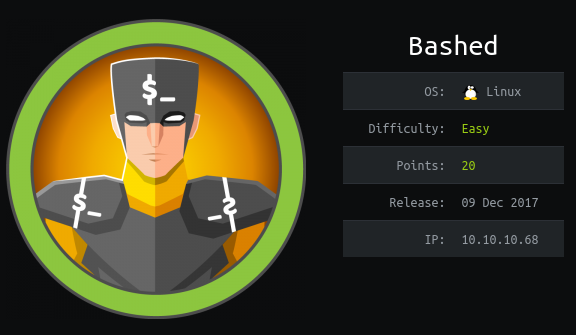 Bashed
OS: Linux
Difficulty: Easy
Points: 20
Release: 09 Dec 2017
IP: 10.10.10.68
$_
$_
$_